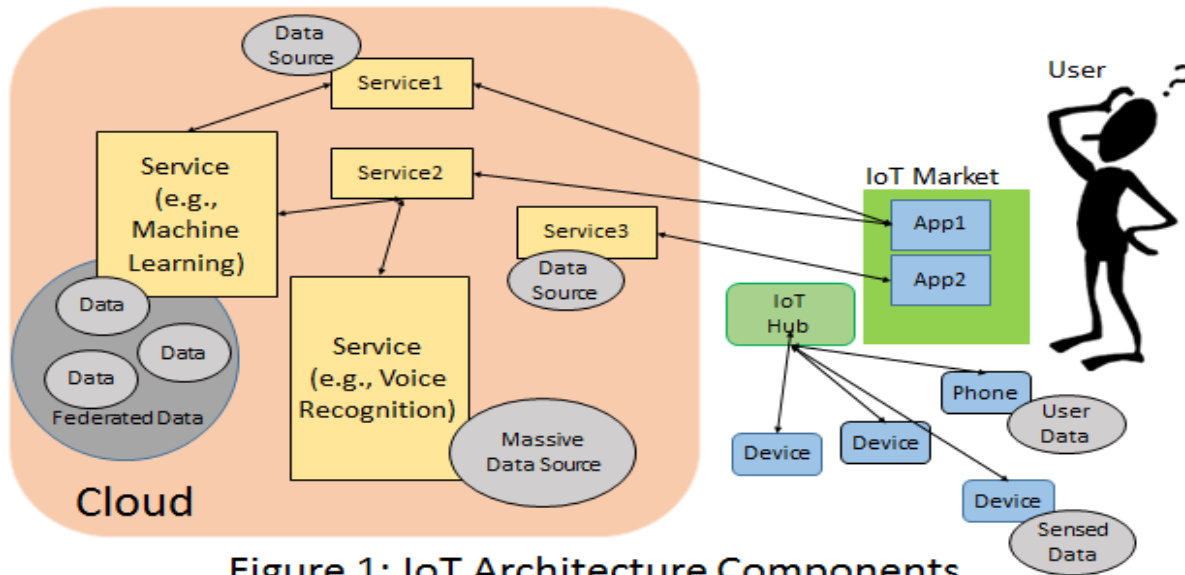 Data
Source
Service1
User
Service
(e.g.,
Machine
Learning)
Service2
IoT Market
App1
Service3
App2
Data
Source
IoT
Hub
Data
Data
Data
Federated Data
Service
(e.g., Voice
Recognition)
Phone
User
Data
Massive
Data Source
Device
Device
Device
Sensed
Data
Cloud
Figure 1: IoT Architecture Components